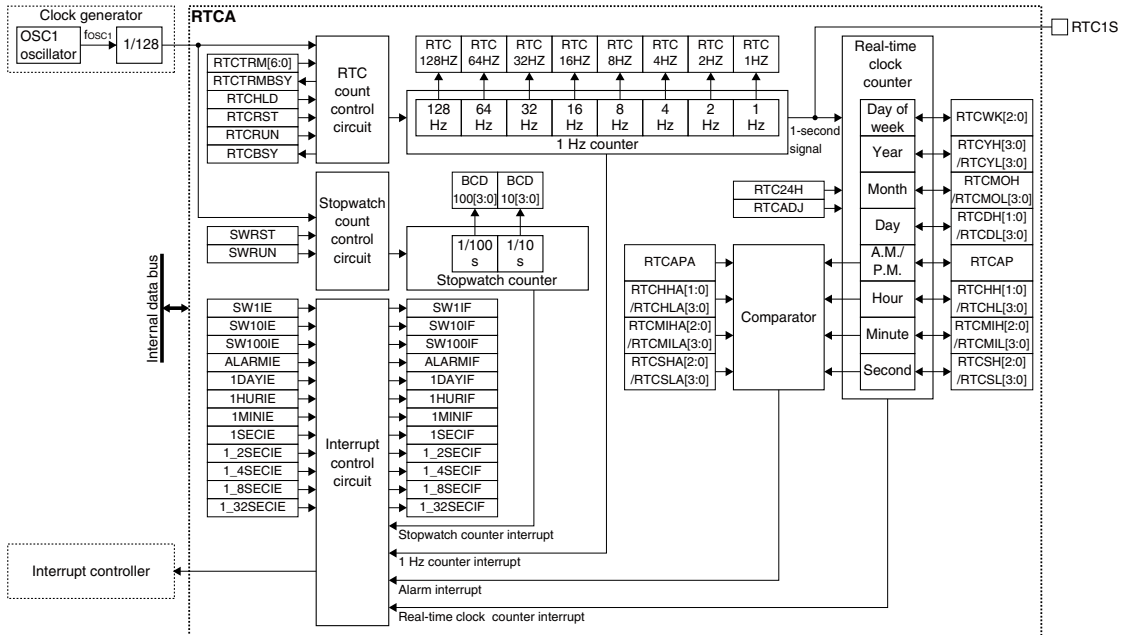 Clock generator
OSC1
oscillator
fOSC1
1/128
RTCA
RTC1S
RTCTRM[6:0]
RTCTRMBSY
RTCHLD
RTCRST
RTCRUN
RTCBSY
RTC
count
control
circuit
RTC
128HZ
RTC
64HZ
RTC
32HZ
RTC
16HZ
RTC
8HZ
RTC
4HZ
RTC
2HZ
RTC
1HZ
128
Hz
64
Hz
32
Hz
16
Hz
8
Hz
4
Hz
2
Hz
1
Hz
1 Hz counter
1-second
signal
Real-time
clock
counter
Day of
week
Year
Month
Day
A.M./
P.M.
Hour
Minute
Second
RTCWK[2:0]
RTCYH[3:0]
/RTCYL[3:0]
RTCMOH
/RTCMOL[3:0]
RTCDH[1:0]
/RTCDL[3:0]
RTCAP
RTCHH[1:0]
/RTCHL[3:0]
RTCMIH[2:0]
/RTCMIL[3:0]
RTCSH[2:0]
/RTCSL[3:0]
RTC24H
RTCADJ
SWRST
SWRUN
Stopwatch
count
control
circuit
BCD
100[3:0]
BCD
10[3:0]
1/100
s
1/10
s
Stopwatch counter
RTCAPA
RTCHHA[1:0]
/RTCHLA[3:0]
RTCMIHA[2:0]
/RTCMILA[3:0]
RTCSHA[2:0]
/RTCSLA[3:0]
Comparator
Internal data bus
SW1IE
SW10IE
SW100IE
ALARMIE
1DAYIE
1HURIE
1MINIE
1SECIE
1_2SECIE
1_4SECIE
1_8SECIE
1_32SECIE
Interrupt
control
circuit
SW1IF
SW10IF
SW100IF
ALARMIF
1DAYIF
1HURIF
1MINIF
1SECIF
1_2SECIF
1_4SECIF
1_8SECIF
1_32SECIF
Stopwatch counter interrupt
1 Hz counter interrupt
Alarm interrupt
Real-time clock counter interrupt
Interrupt controller